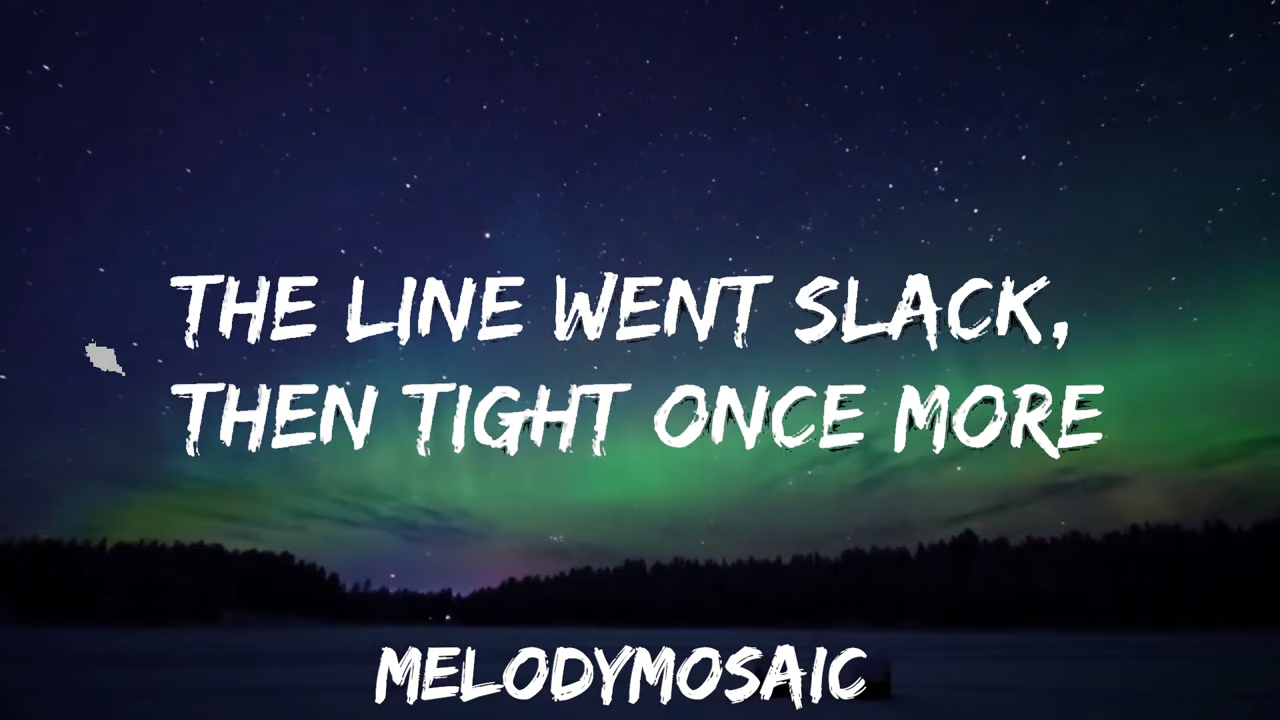 THE LINE WENT SLACK,
THEN TIGHT ONCE MORE
MELODYMOSAIC